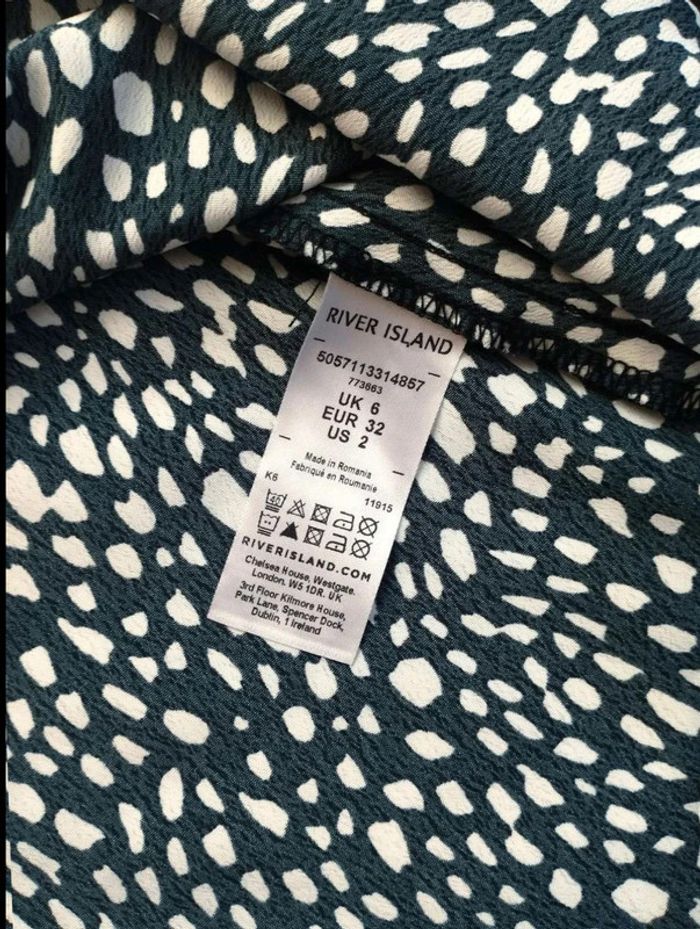 RIVER ISLAND
5057113314857
773663
UK 6
EUR 32
US 2
Made in Romania
Fabriqué en Roumanie
K6
11915
40
RIVERISLAND.COM
Chelsea House, Westgate,
London. W5 1DR. UK
3rd Floor Kilmore House,
Park Lane, Spencer Dock,
Dublin, 1 Ireland